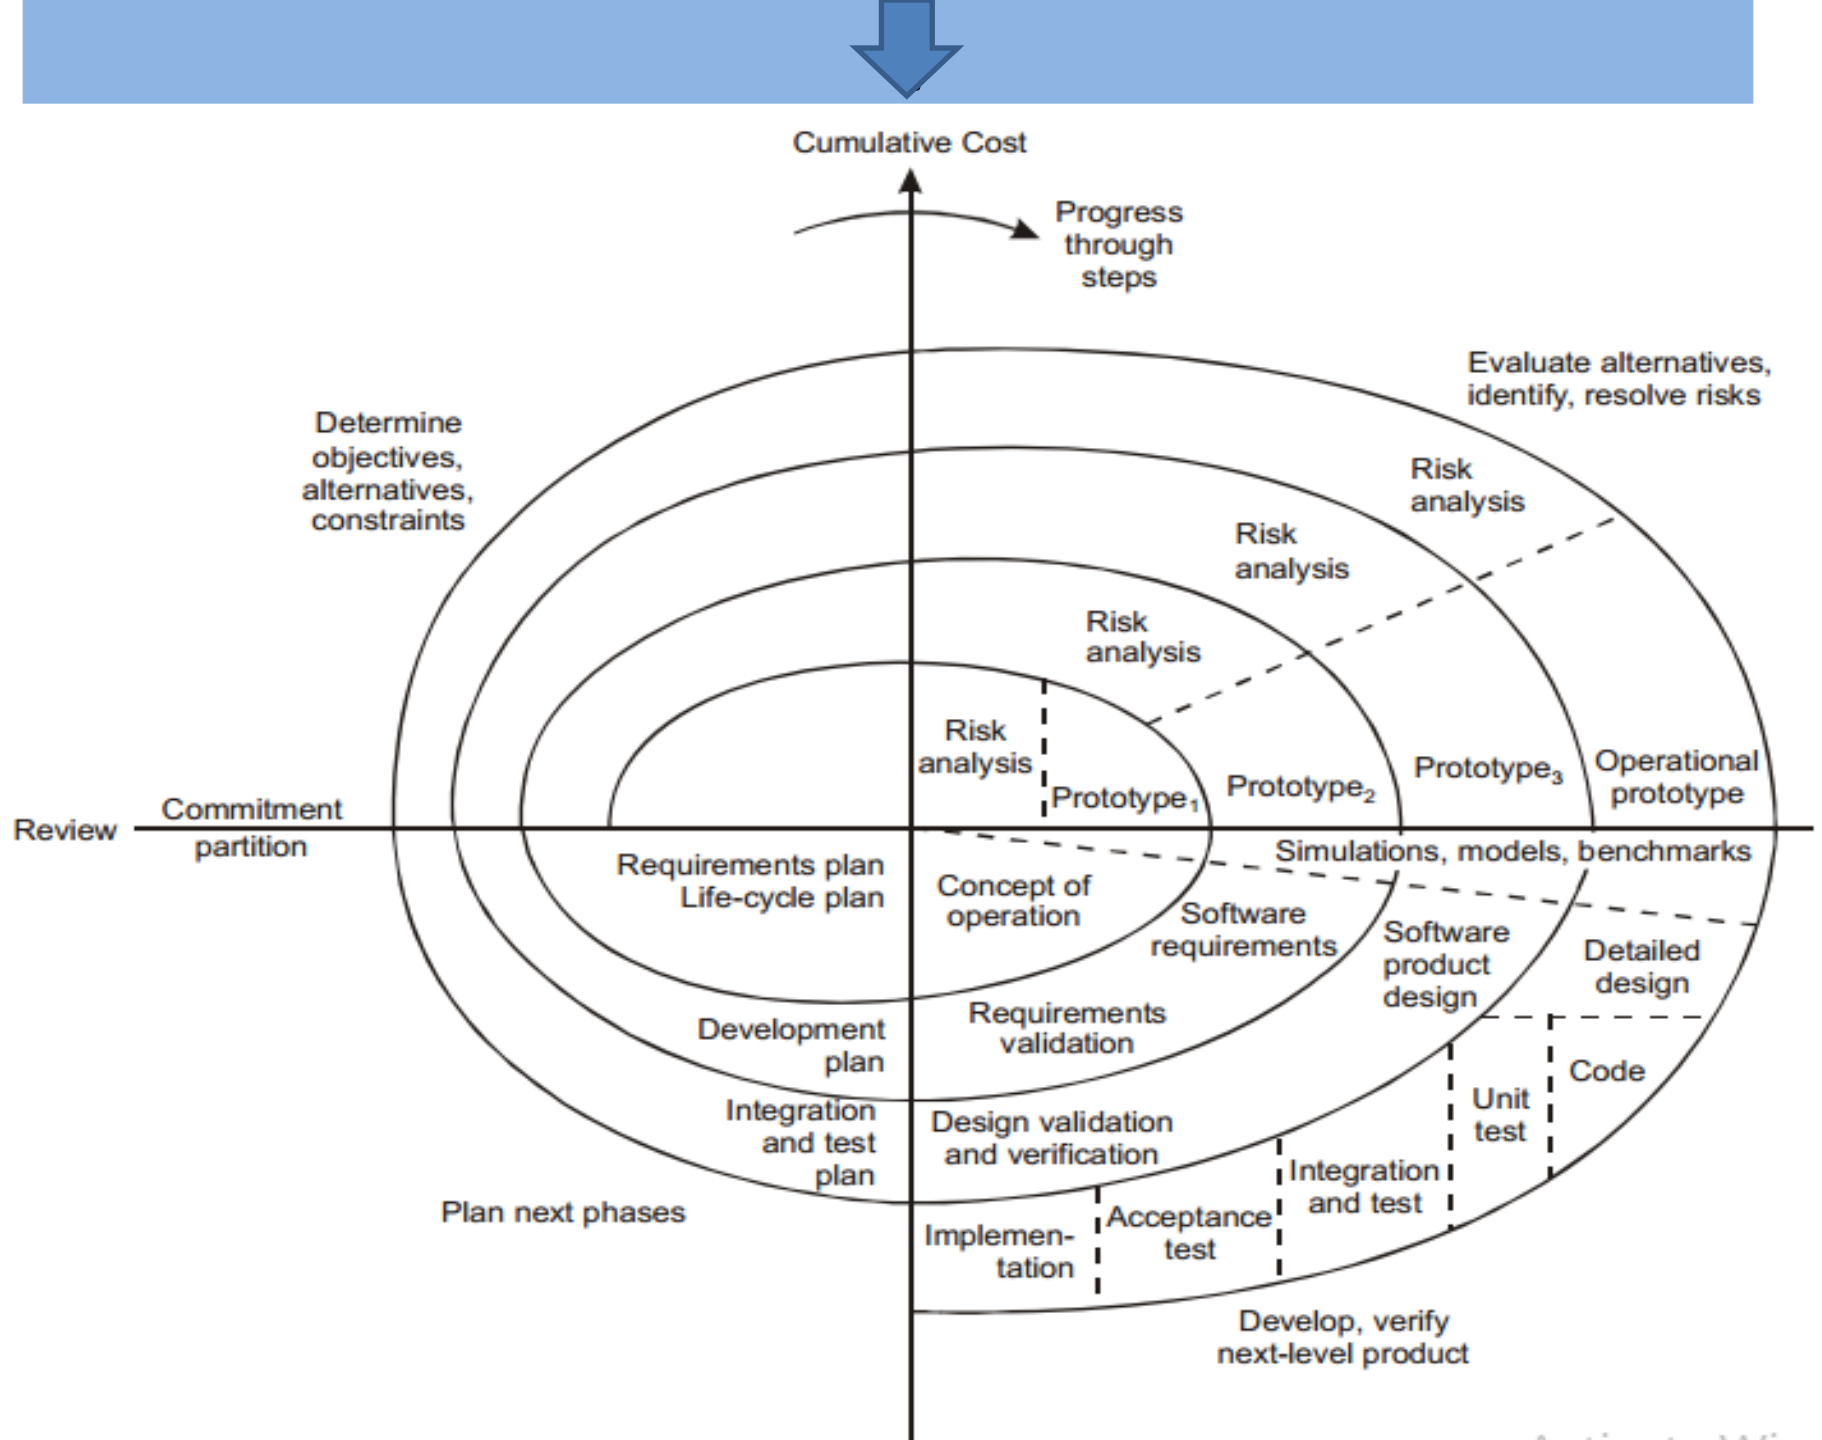 Cumulative Cost
Progress
through
steps
Evaluate alternatives,
identify, resolve risks
Determine
objectives,
alternatives,
constraints
Risk
analysis
Risk
analysis
Risk
analysis
Risk
analysis
Prototype1
Prototype2
Prototype3
Operational
prototype
Review
Commitment
partition
Requirements plan
Life-cycle plan
Concept of
operation
Simulations, models, benchmarks
Software
requirements
Software
product
design
Detailed
design
Development
plan
Requirements
validation
Code
Unit
test
Integration
and test
plan
Design validation
and verification
Integration
and test
Acceptance
test
Implemen-
tation
Plan next phases
Develop, verify
next-level product